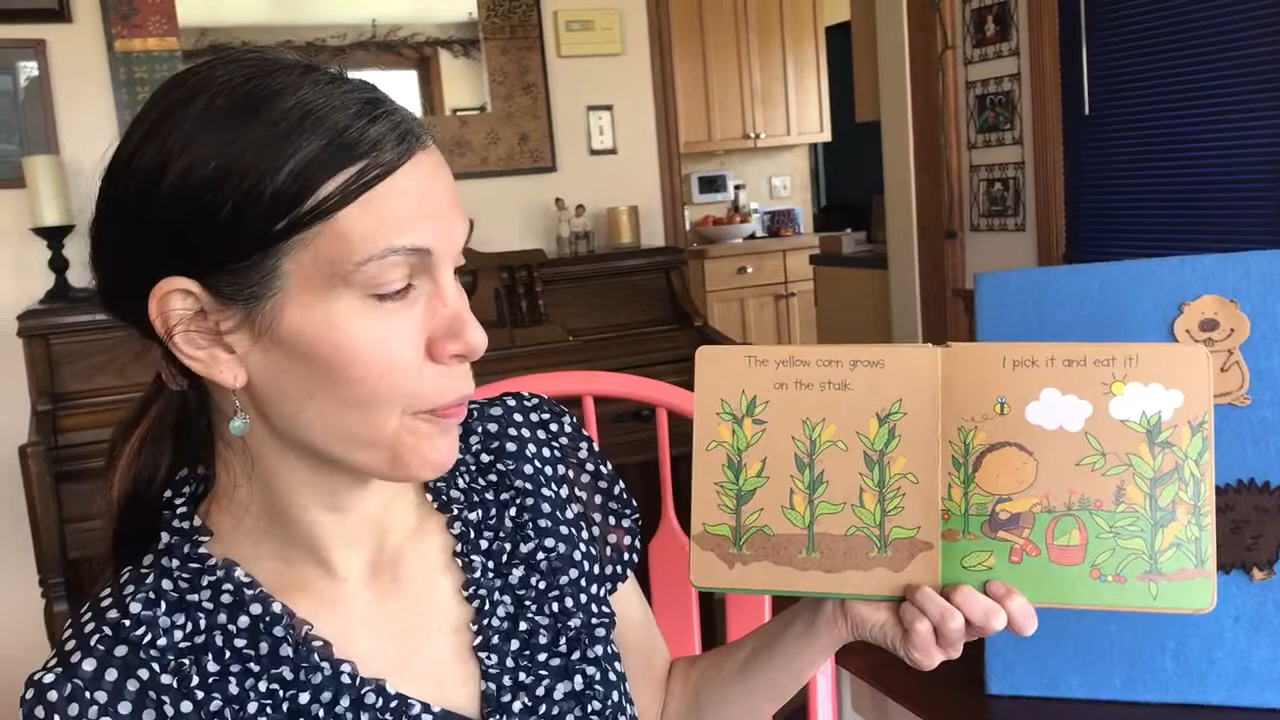 The yellow corn grows
on the stalk.
I pick it and eat it!